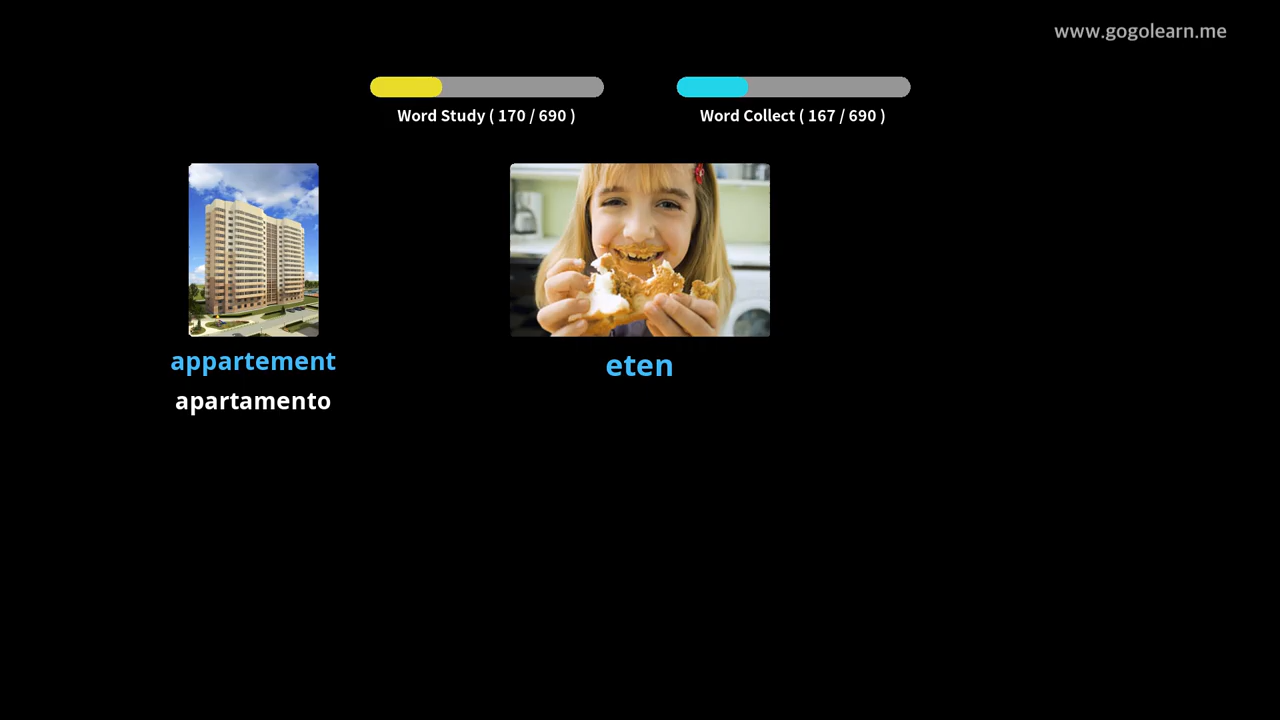 www.gogolearn.me
Word Study ( 170 / 690 )
Word Collect ( 167 / 690 )
appartement
apartamento
eten